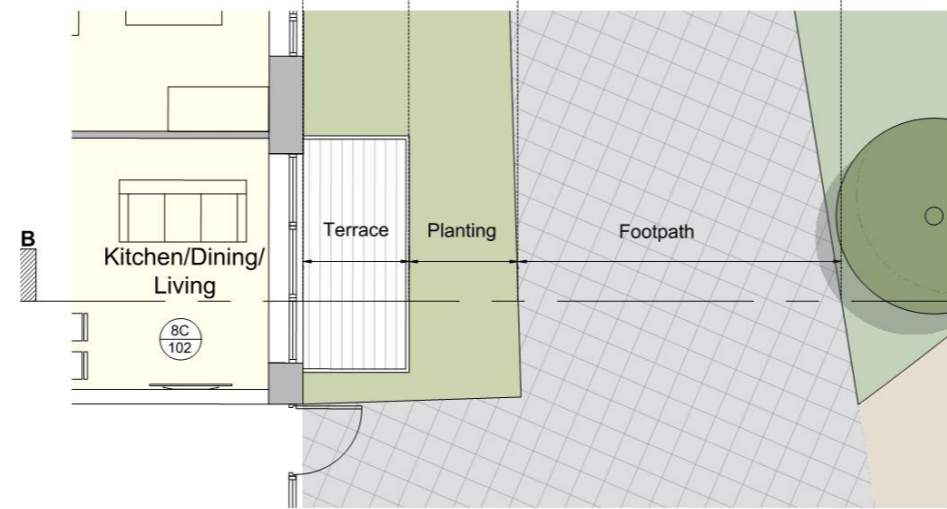 Terrace
Planting
Footpath
B
Kitchen/Dining/
Living
8C
102